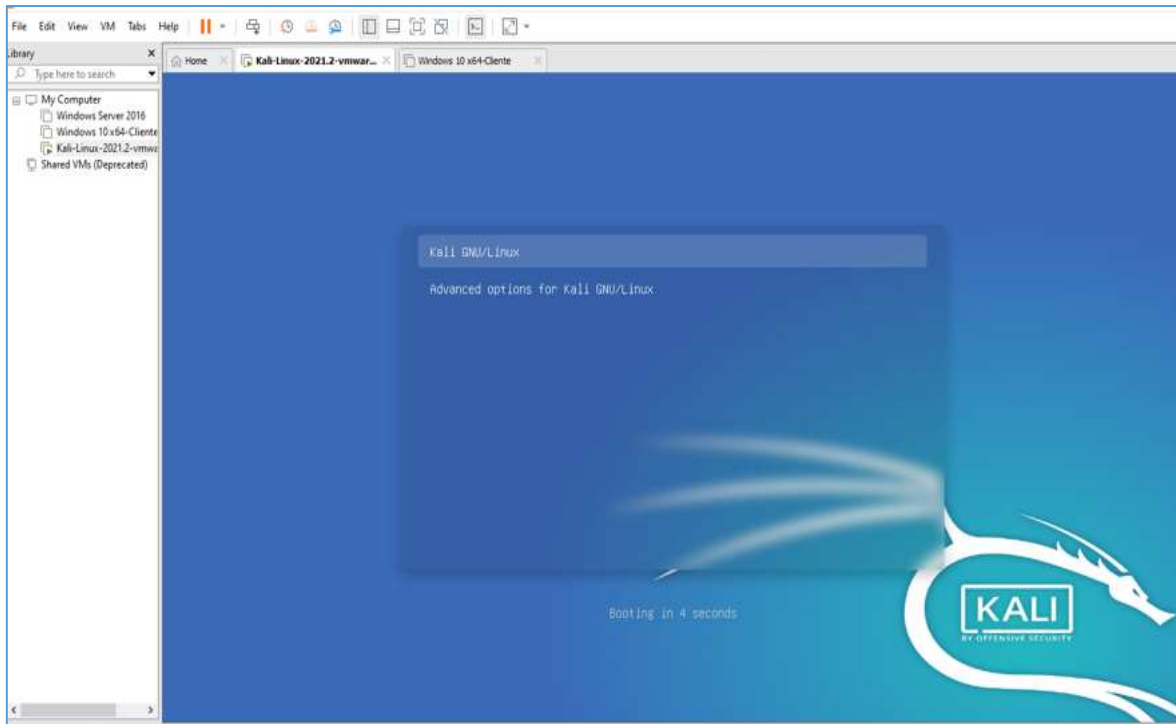 File Edit View VM Tabs Help
Library
Type here to search
My Computer
Windows Server 2016
Windows 10 x64-Cliente
Kali-Linux-2021.2-vmwa
Shared VMs (Deprecated)
Home
Kali-Linux-2021.2-vmwar...
Windows 10 x64-Cliente
Kali GNU/Linux
Advanced options for Kali GNU/Linux
Booting in 4 seconds
KALI
BY OFFENSIVE SECURITY